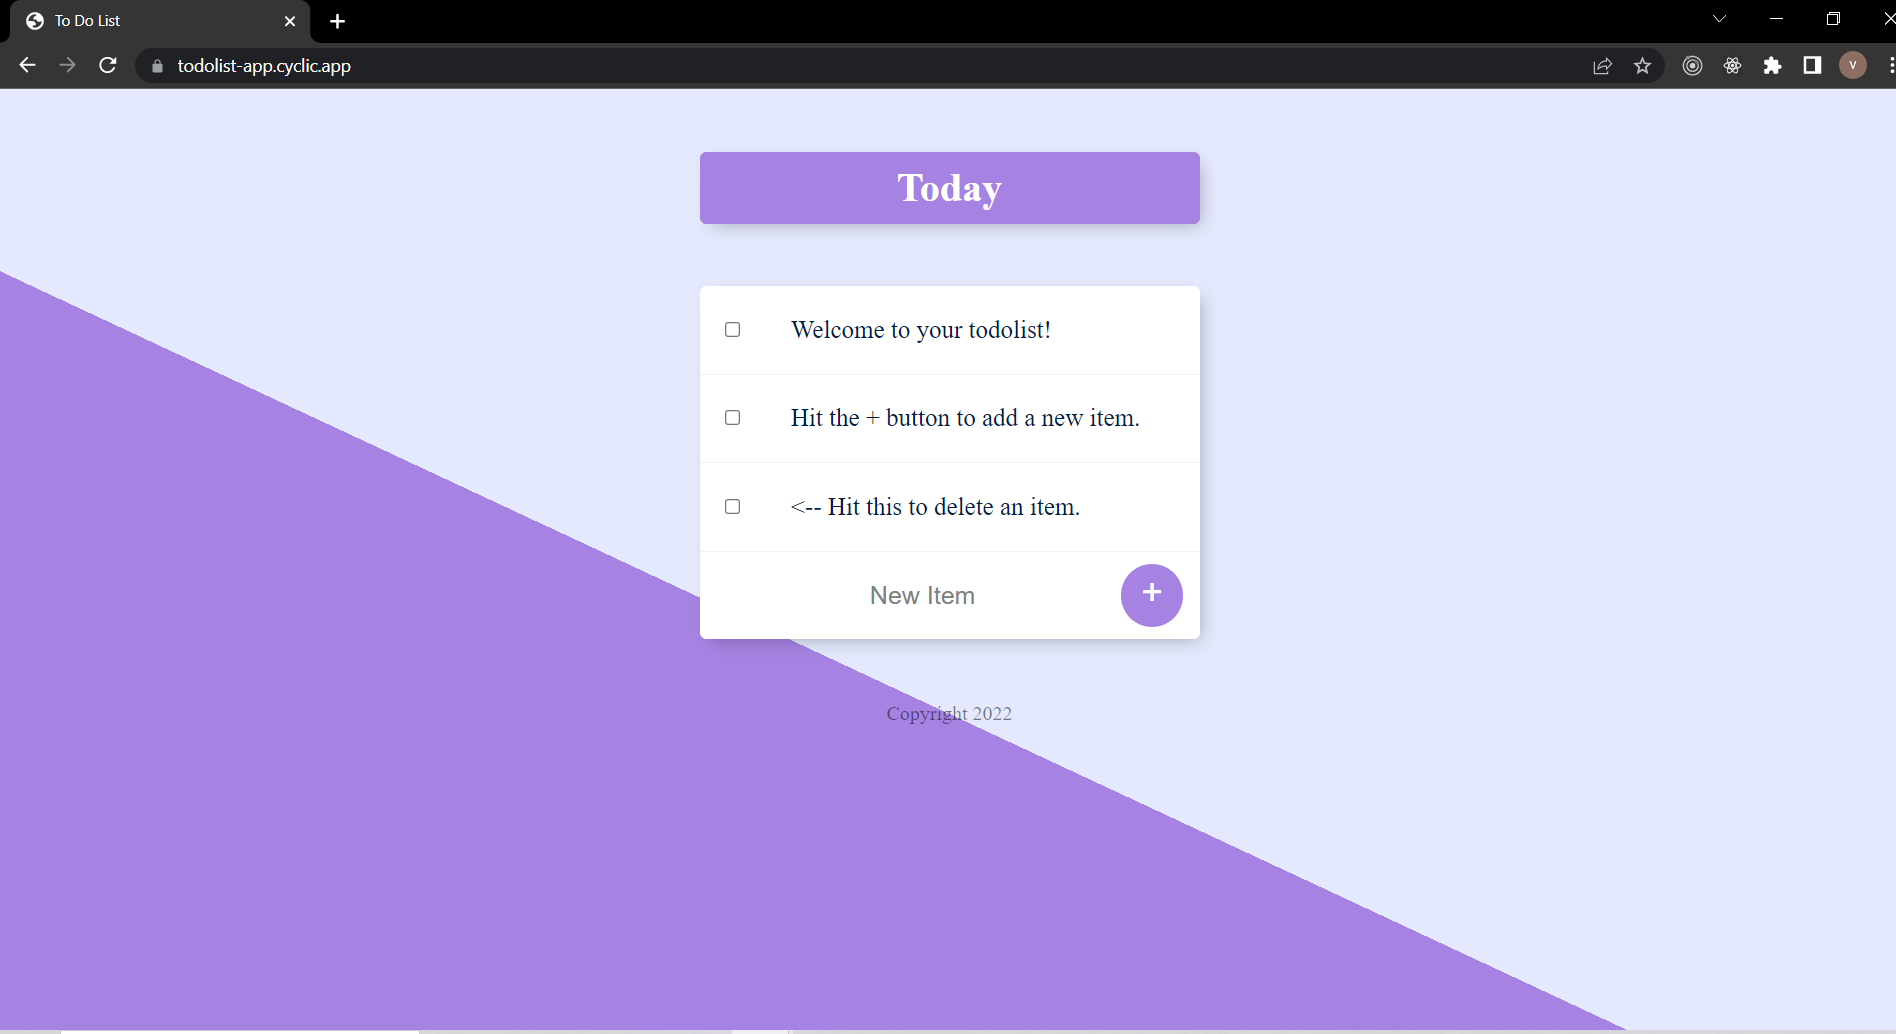 To Do List
todolist-app.cyclic.app
V
Today
Welcome to your todolist!
Hit the + button to add a new item.
<-- Hit this to delete an item.
New Item
+
Copyright 2022